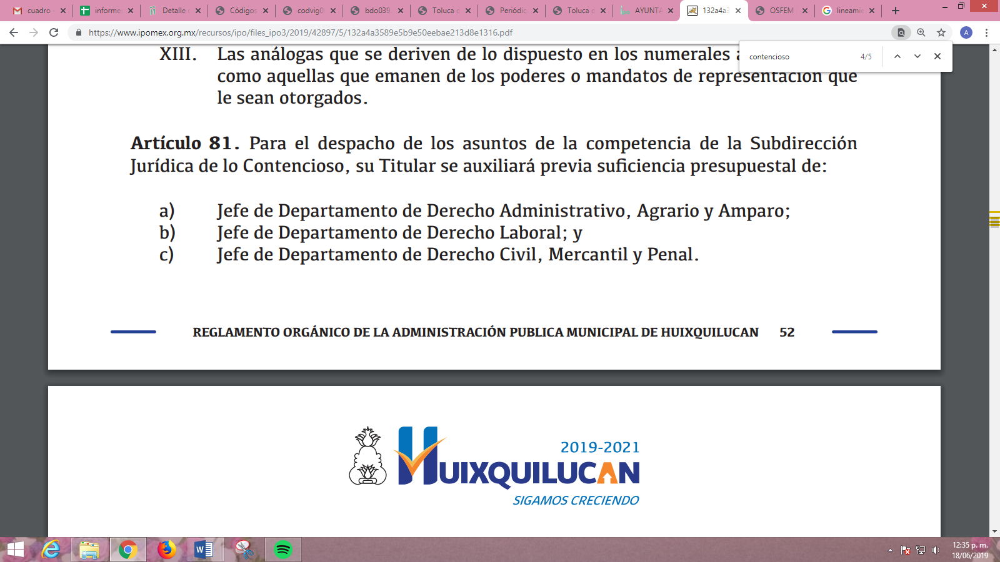 cuadro -
informe
Detalle
Códigos
codvig0
bdo039
Toluca d
Periódic
Toluca d
AYUNTA
132a4a3
OSFEM
lineamie
https://www.ipomex.org.mx/recursos/ipo/files_ipo3/2019/42897/5/132a4a3589e5b9e50eebae213d8e1316.pdf
A
contencioso 4/5
XIII. Las análogas que se deriven de lo dispuesto en los numerales
como aquellas que emanen de los poderes o mandatos de representación que
le sean otorgados.
Artículo 81. Para el despacho de los asuntos de la competencia de la Subdirección
Jurídica de lo Contencioso, su Titular se auxiliará previa suficiencia presupuestal de:
a) Jefe de Departamento de Derecho Administrativo, Agrario y Amparo;
b) Jefe de Departamento de Derecho Laboral; y
c) Jefe de Departamento de Derecho Civil, Mercantil y Penal.
REGLAMENTO ORGÁNICO DE LA ADMINISTRACIÓN PUBLICA MUNICIPAL DE HUIXQUILUCAN 52
2019-2021
HUIXQUILUCAN
SIGAMOS CRECIENDO
12:35 p. m.
18/06/2019